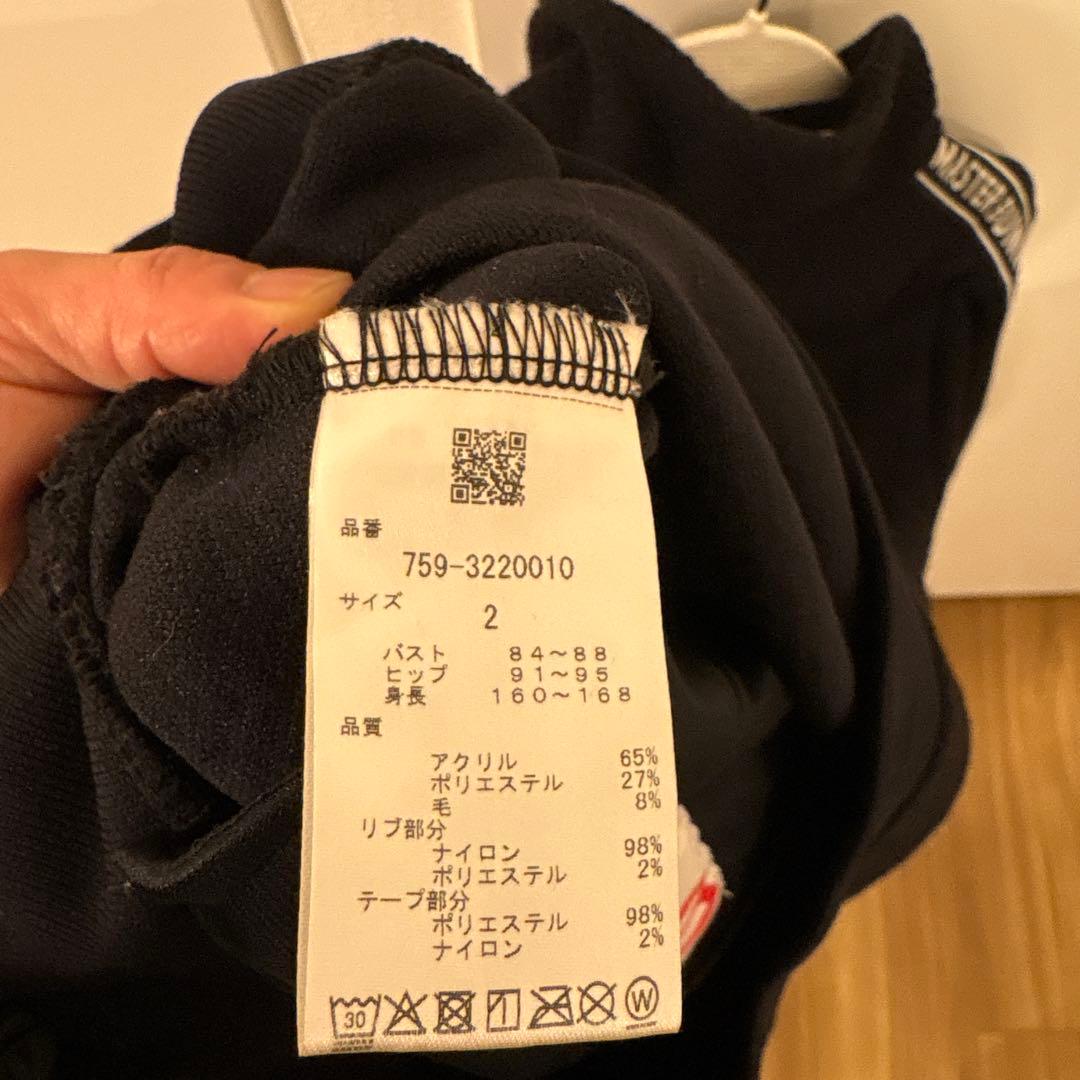 MASTER
品番
759-3220010
サイズ
2
バスト 84～88
ヒップ 91～95
身長 160～168
品質
アクリル 65%
ポリエステル 27%
毛 8%
リブ部分
ナイロン 98%
ポリエステル 2%
テープ部分
ポリエステル 98%
ナイロン 2%
30
W